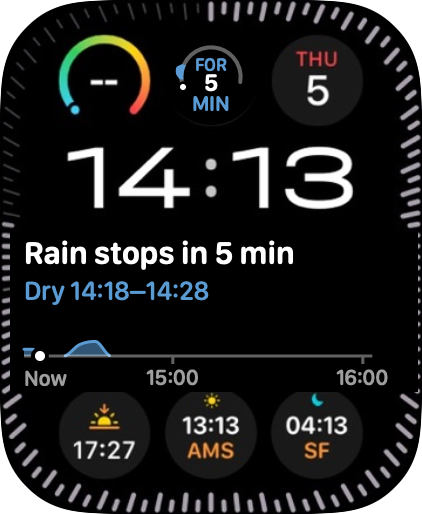 --
FOR
5
MIN
THU
5
14:13
Rain stops in 5 min
Dry 14:18–14:28
Now 15:00 16:00
17:27
13:13
AMS
04:13
SF